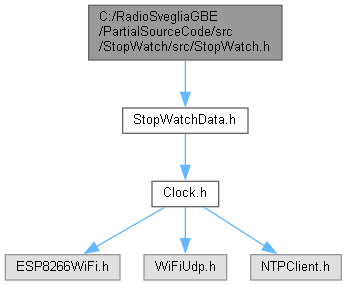 C:/RadioSvegliaGBE
/PartialSourceCode/src
/StopWatch/src/StopWatch.h
StopWatchData.h
Clock.h
ESP8266WiFi.h
WiFiUdp.h
NTPClient.h